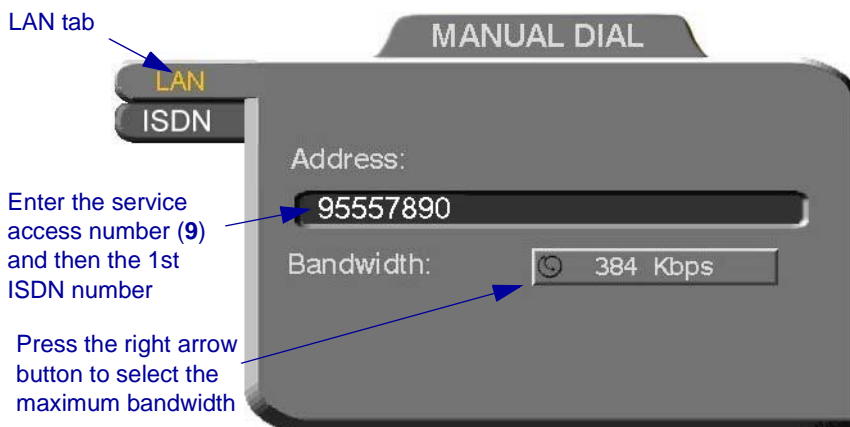 LAN tab
MANUAL DIAL
LAN
ISDN
Address:
95557890
Enter the service
access number (9)
and then the 1st
ISDN number
Bandwidth:
384 Kbps
Press the right arrow
button to select the
maximum bandwidth